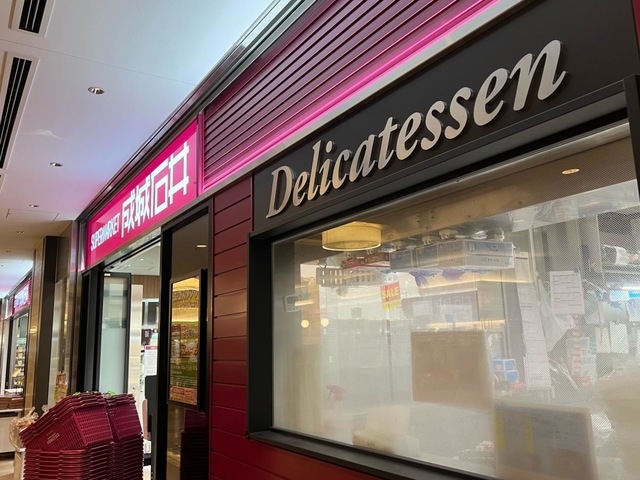 SUPERMARKET 成城石井
Delicatessen